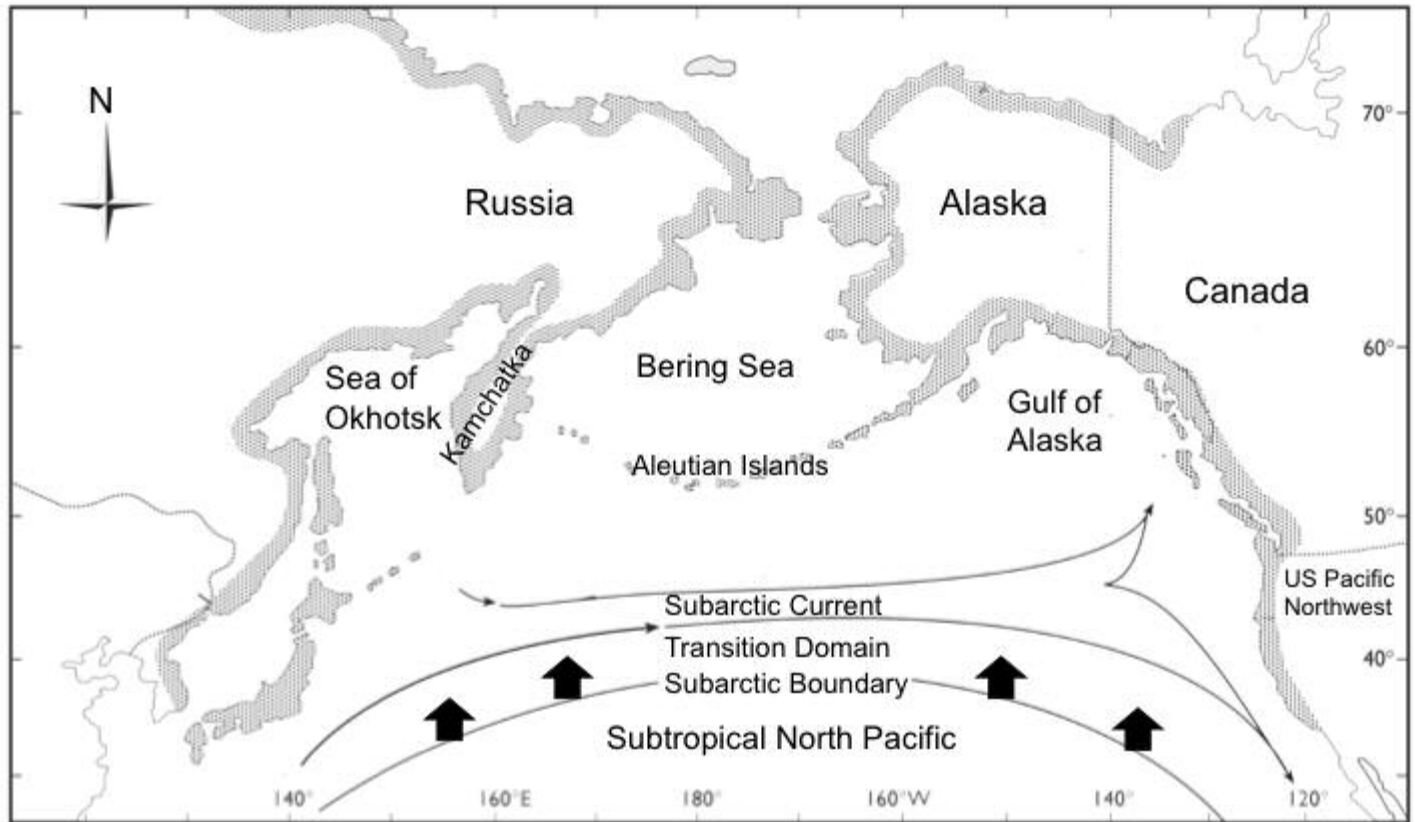 N
70°
Russia
Alaska
Canada
60°
Bering Sea
Sea of
Okhotsk
Kamchatka
Gulf of
Alaska
Aleutian Islands
50°
US Pacific
Northwest
Subarctic Current
Transition Domain
40°
Subarctic Boundary
Subtropical North Pacific
140°
160°E
180°
160°W
140°
120°